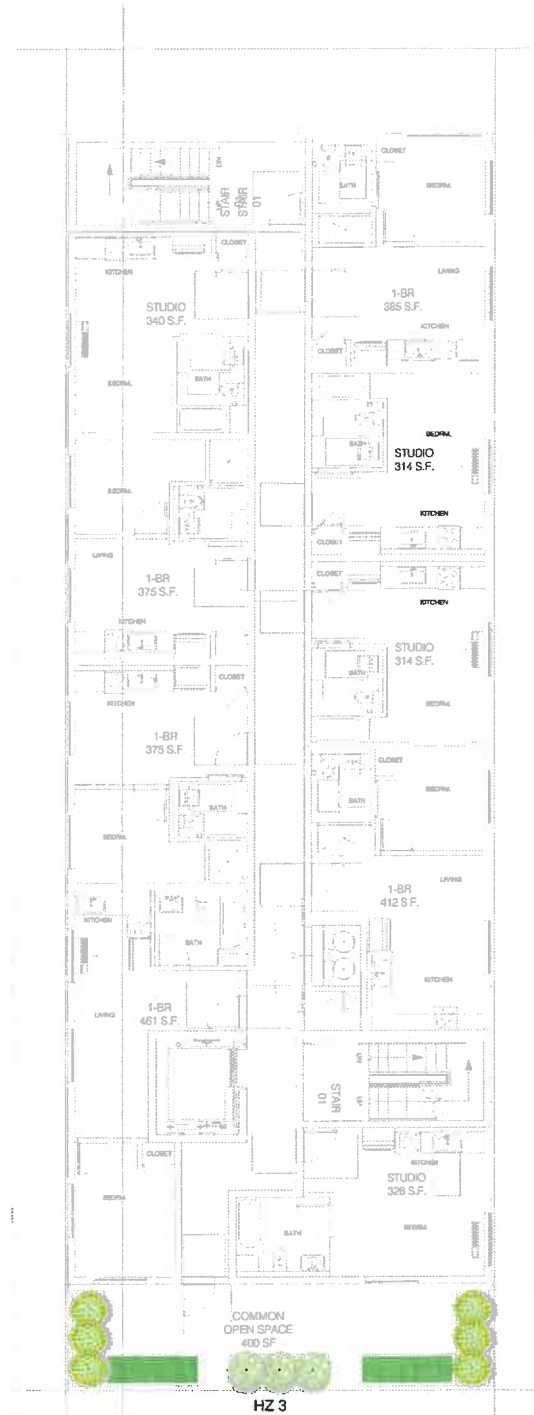 CLOSET
DN
STAIR
01
BATH
BEDRM.
CLOSET
KITCHEN
LIVING
STUDIO
340 S.F.
1-BR
385 S.F.
KITCHEN
CLOSET
BATH
BEDRM.
BEDRM.
BATH
STUDIO
314 S.F.
BEDRM.
KITCHEN
CLOSET
LIVING
CLOSET
1-BR
375 S.F.
KITCHEN
KITCHEN
STUDIO
314 S.F.
CLOSET
BATH
KITCHEN
BEDRM.
1-BR
375 S.F.
CLOSET
BATH
BEDRM.
BATH
BEDRM.
LIVING
1-BR
412 S.F.
KITCHEN
BATH
KITCHEN
1-BR
461 S.F.
LIVING
DN
STAIR
01
UP
CLOSET
KITCHEN
STUDIO
326 S.F.
BEDRM.
BEDRM.
BATH
COMMON
OPEN SPACE
400 SF
HZ 3